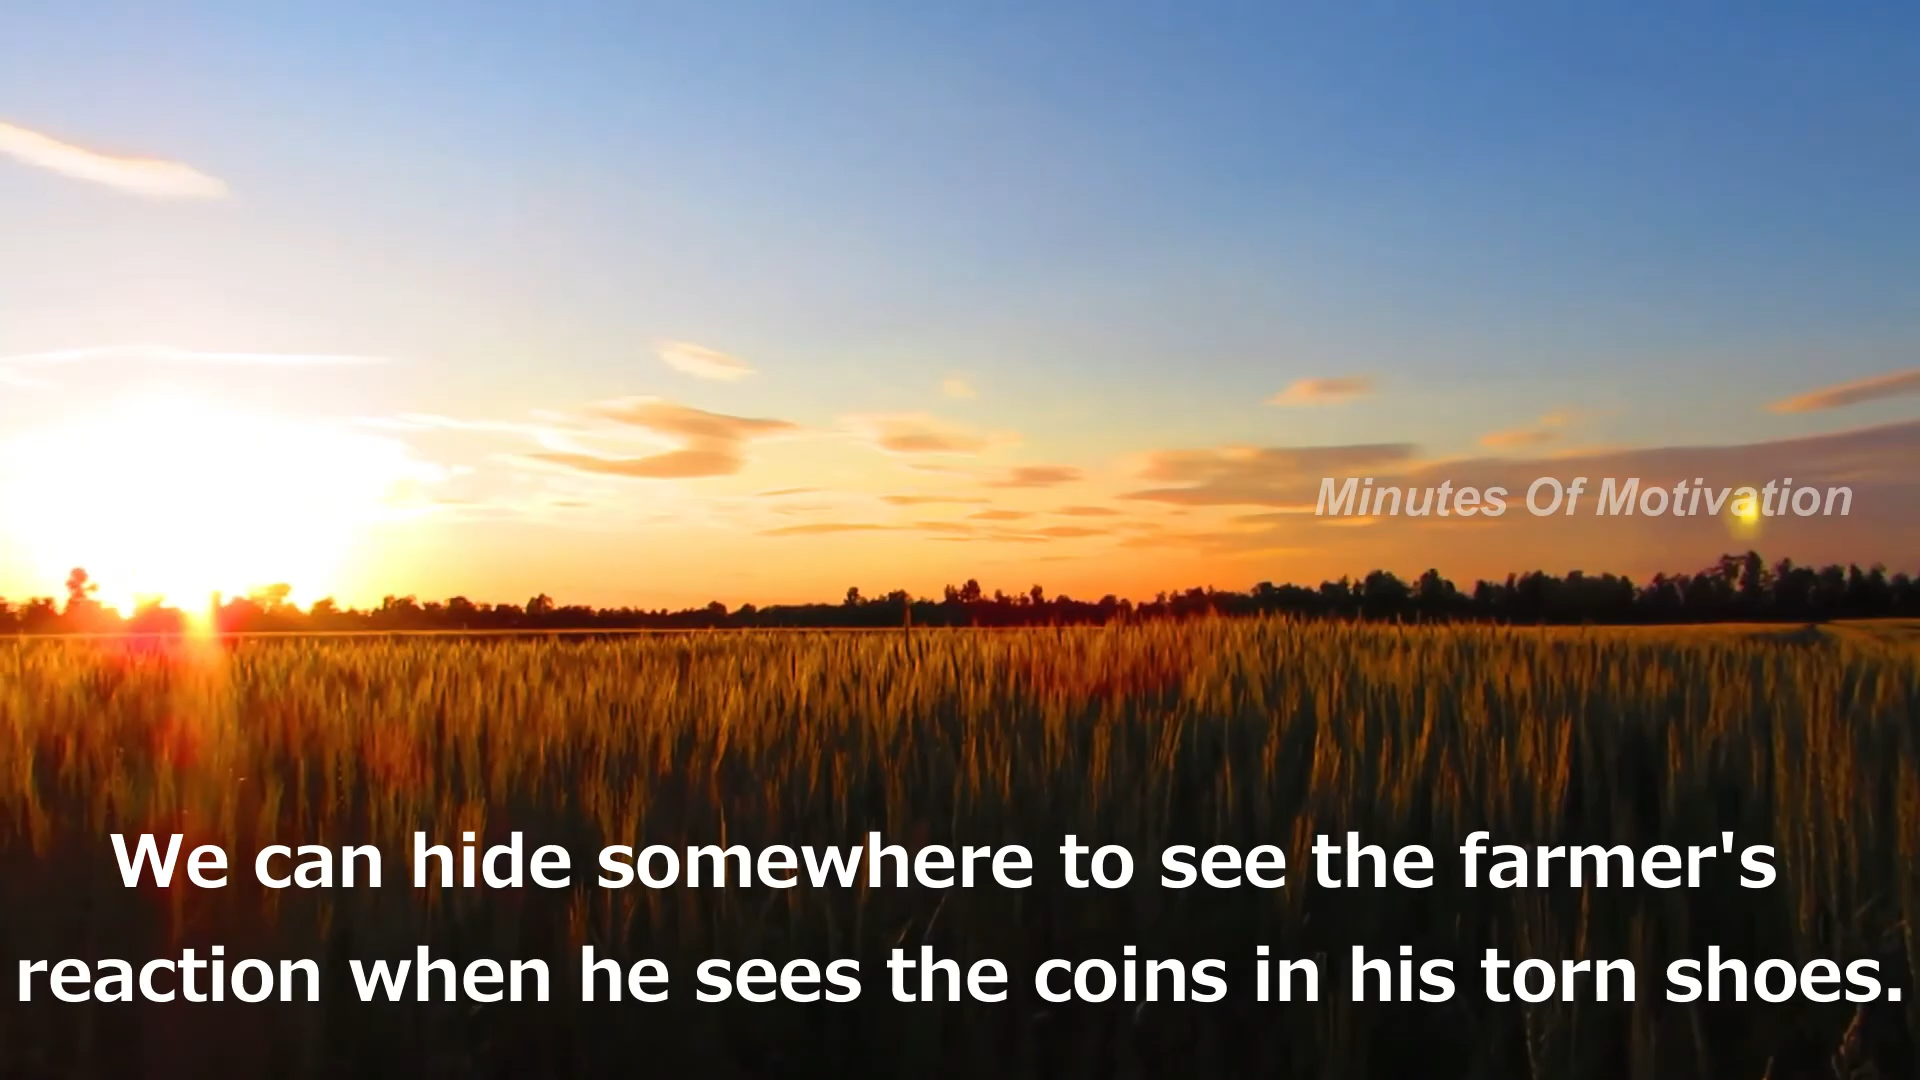 Minutes Of Motivation
We can hide somewhere to see the farmer's
reaction when he sees the coins in his torn shoes.